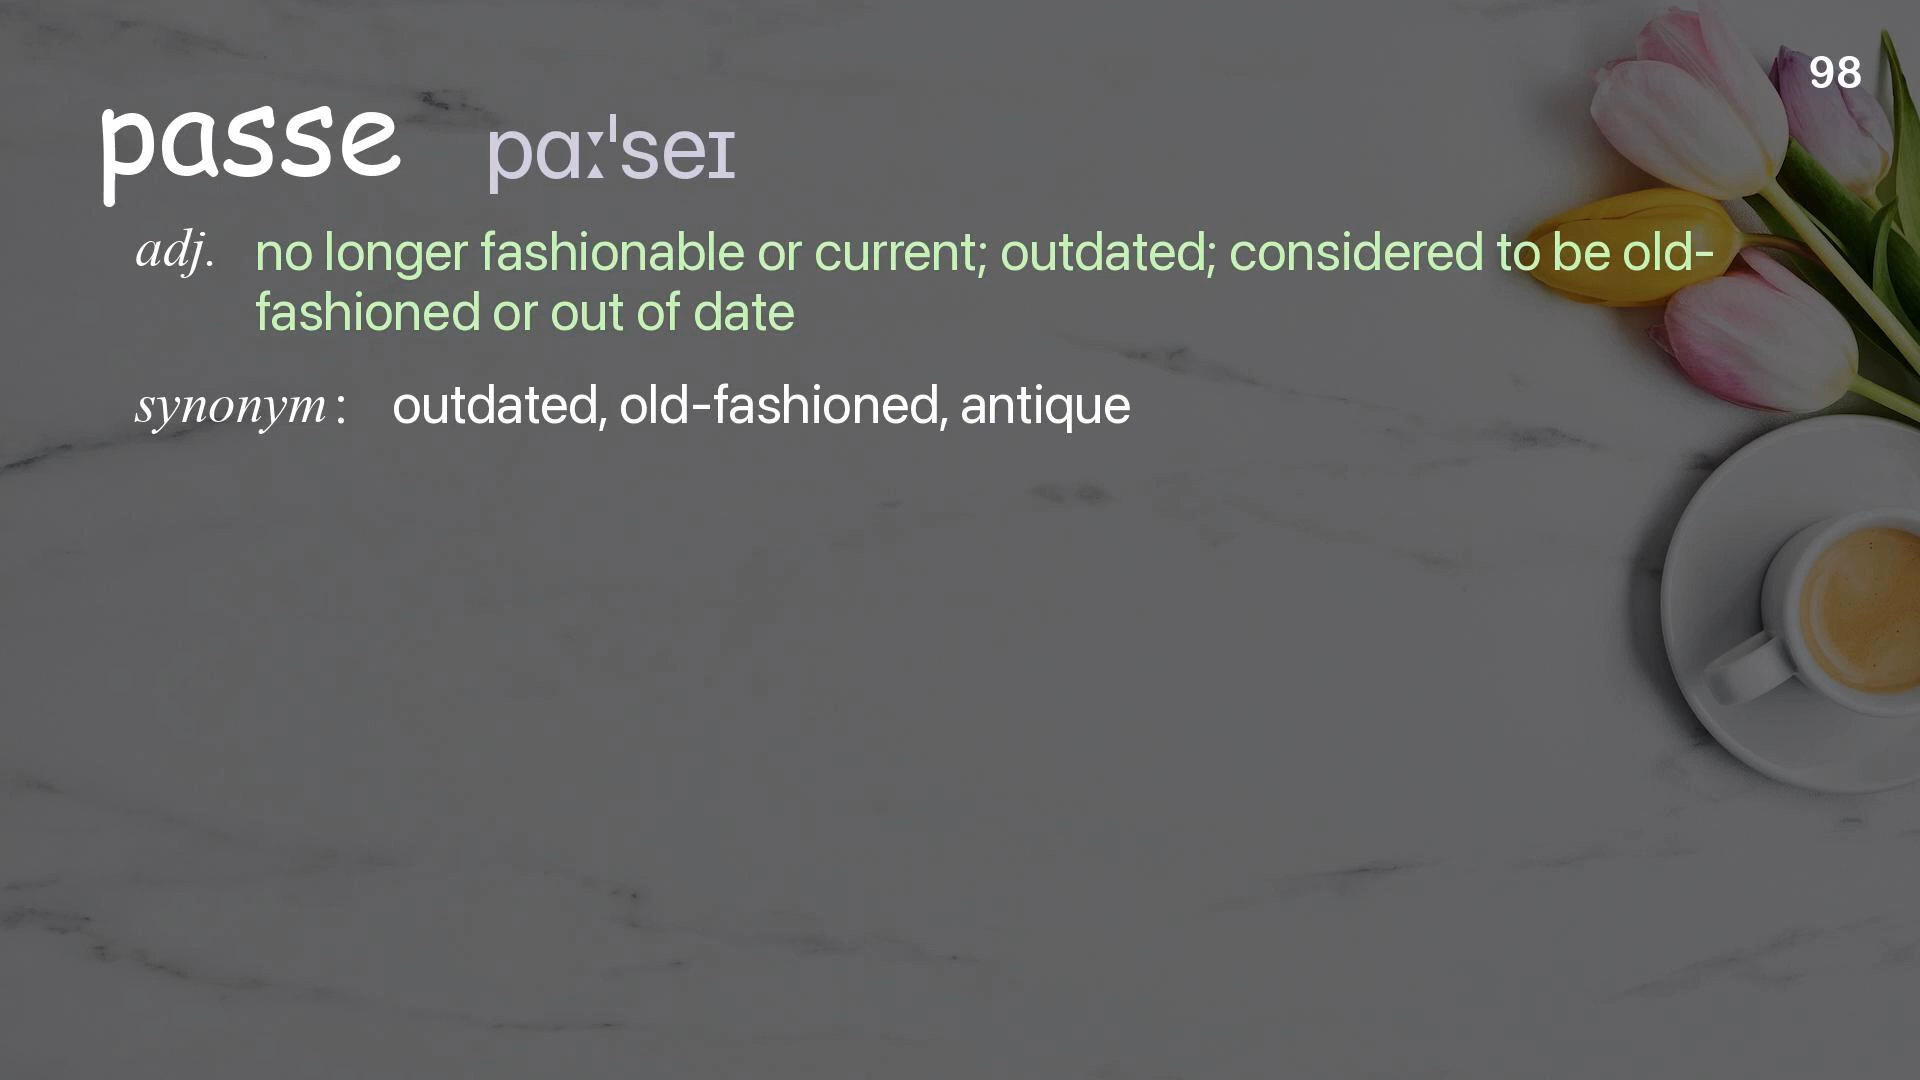 98
passe pɑːˈseɪ
adj. no longer fashionable or current; outdated; considered to be old-
fashioned or out of date
synonym : outdated, old-fashioned, antique